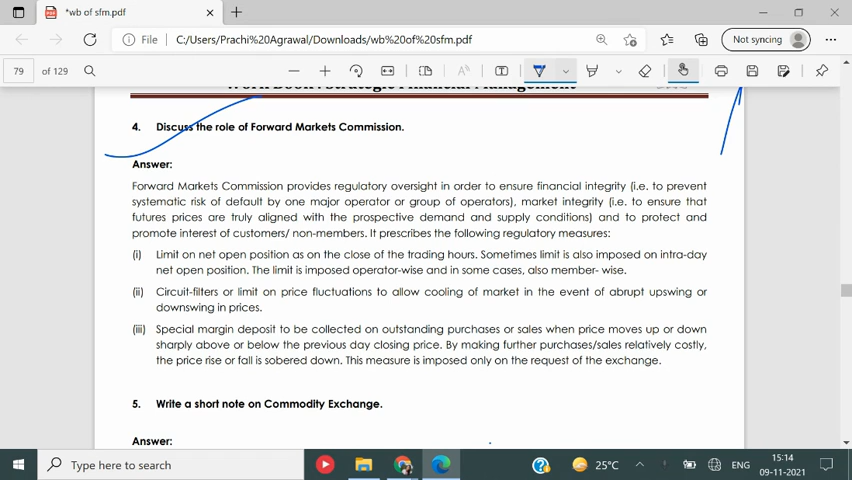 *wb of sfm.pdf
File
C:/Users/Prachi%20Agrawal/Downloads/wb%20of%20sfm.pdf
Not syncing
79 of 129
Work Book : Strategic Financial Management
4. Discuss the role of Forward Markets Commission.
Answer:
Forward Markets Commission provides regulatory oversight in order to ensure financial integrity (i.e. to prevent
systematic risk of default by one major operator or group of operators), market integrity (i.e. to ensure that
futures prices are truly aligned with the prospective demand and supply conditions) and to protect and
promote interest of customers/ non-members. It prescribes the following regulatory measures:
(i) Limit on net open position as on the close of the trading hours. Sometimes limit is also imposed on intra-day
net open position. The limit is imposed operator-wise and in some cases, also member- wise.
(ii) Circuit-filters or limit on price fluctuations to allow cooling of market in the event of abrupt upswing or
downswing in prices.
(iii) Special margin deposit to be collected on outstanding purchases or sales when price moves up or down
sharply above or below the previous day closing price. By making further purchases/sales relatively costly,
the price rise or fall is sobered down. This measure is imposed only on the request of the exchange.
5. Write a short note on Commodity Exchange.
Answer:
Type here to search
25°C
ENG
15:14
09-11-2021